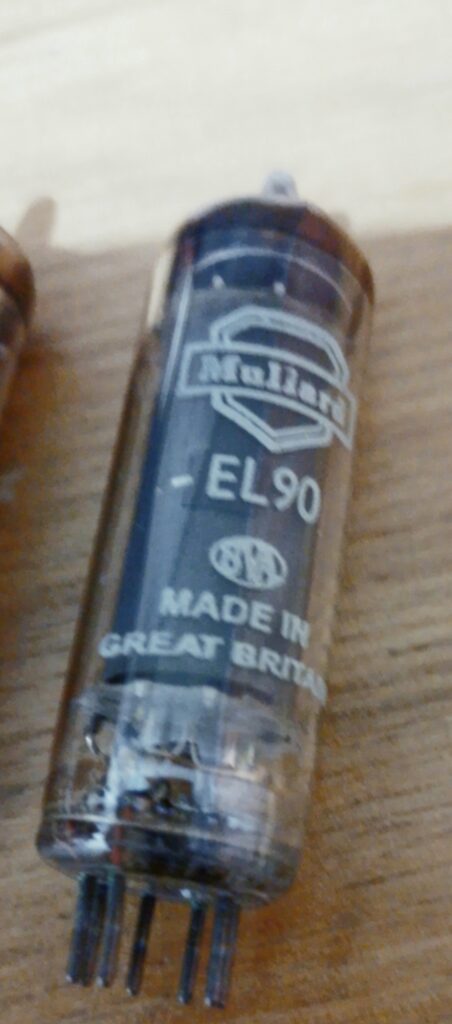 Mullard
-EL90
BVA
MADE IN
GREAT BRITAIN